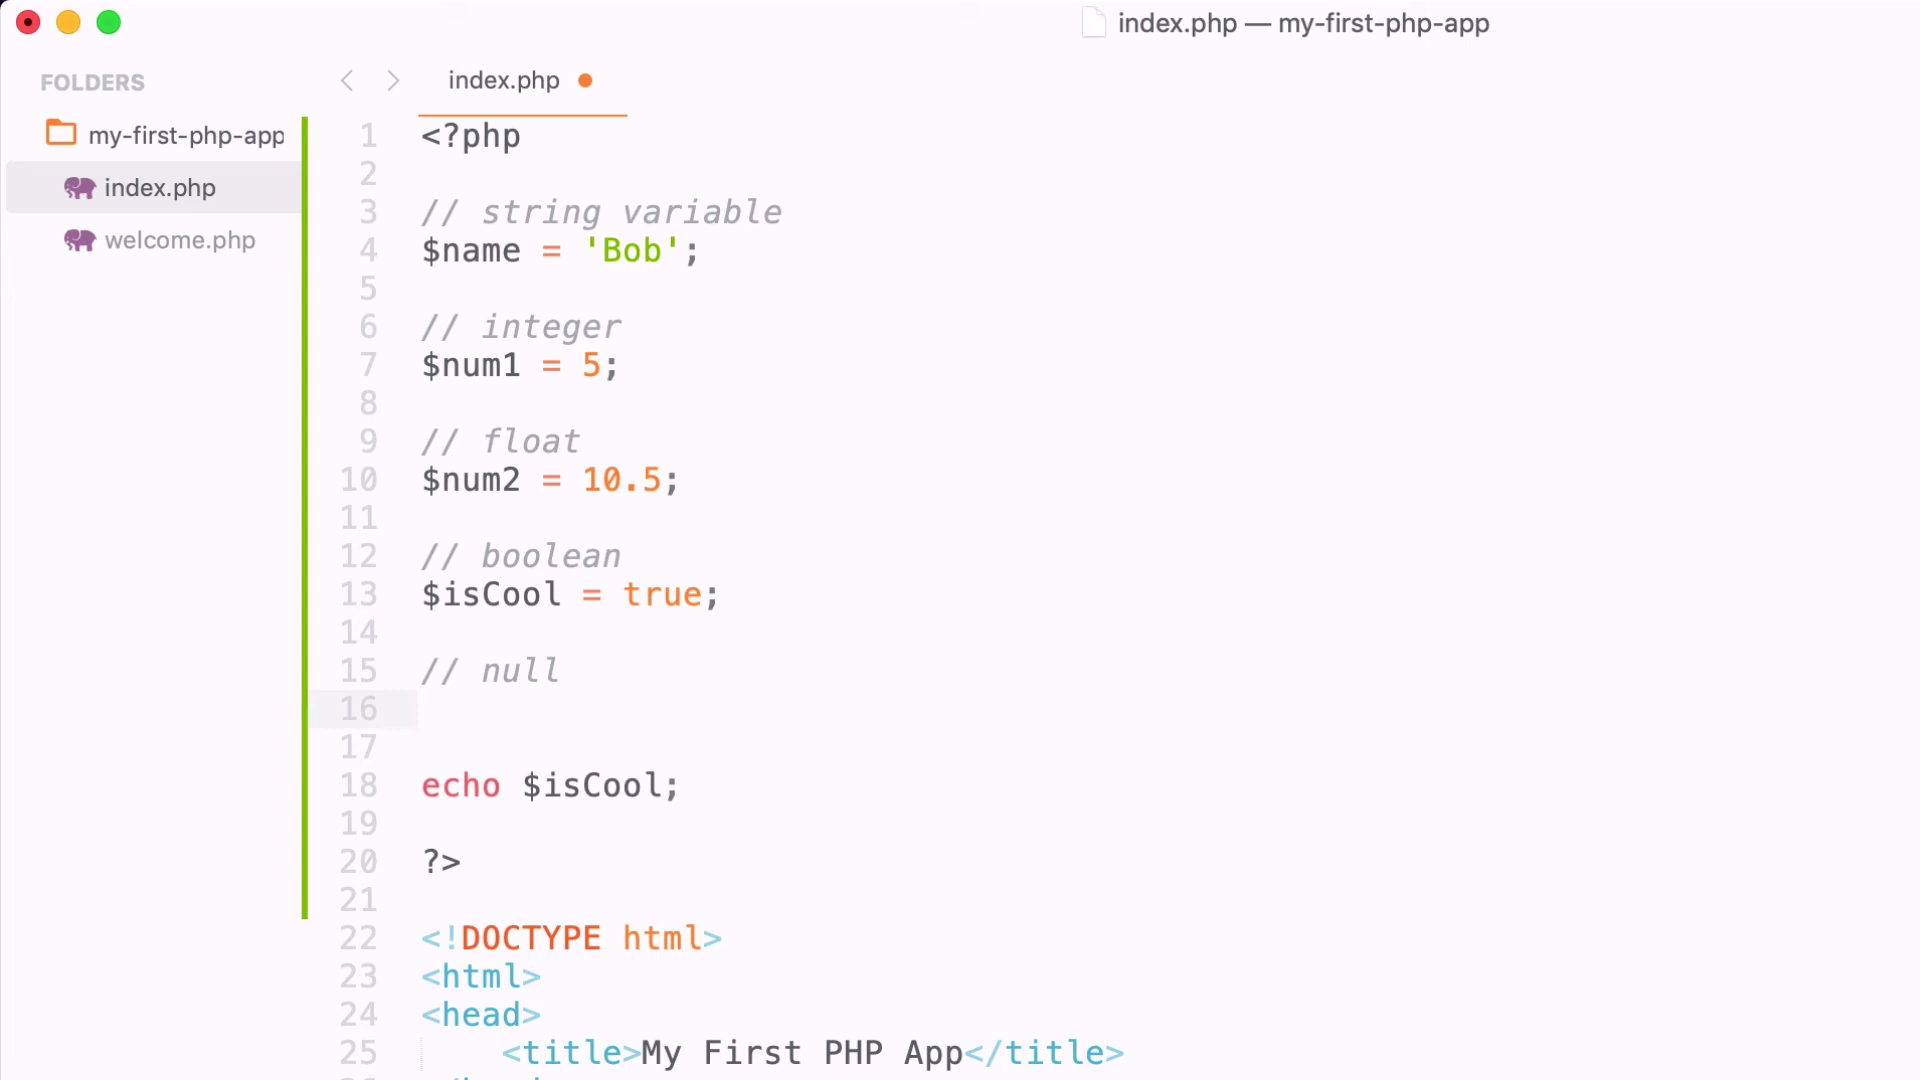 index.php — my-first-php-app
FOLDERS
my-first-php-app
index.php
welcome.php
index.php
1 <?php
2
3 // string variable
4 $name = 'Bob';
5
6 // integer
7 $num1 = 5;
8
9 // float
10 $num2 = 10.5;
11
12 // boolean
13 $isCool = true;
14
15 // null
16
17
18 echo $isCool;
19
20 ?>
21
22 <!DOCTYPE html>
23 <html>
24 <head>
25 <title>My First PHP App</title>